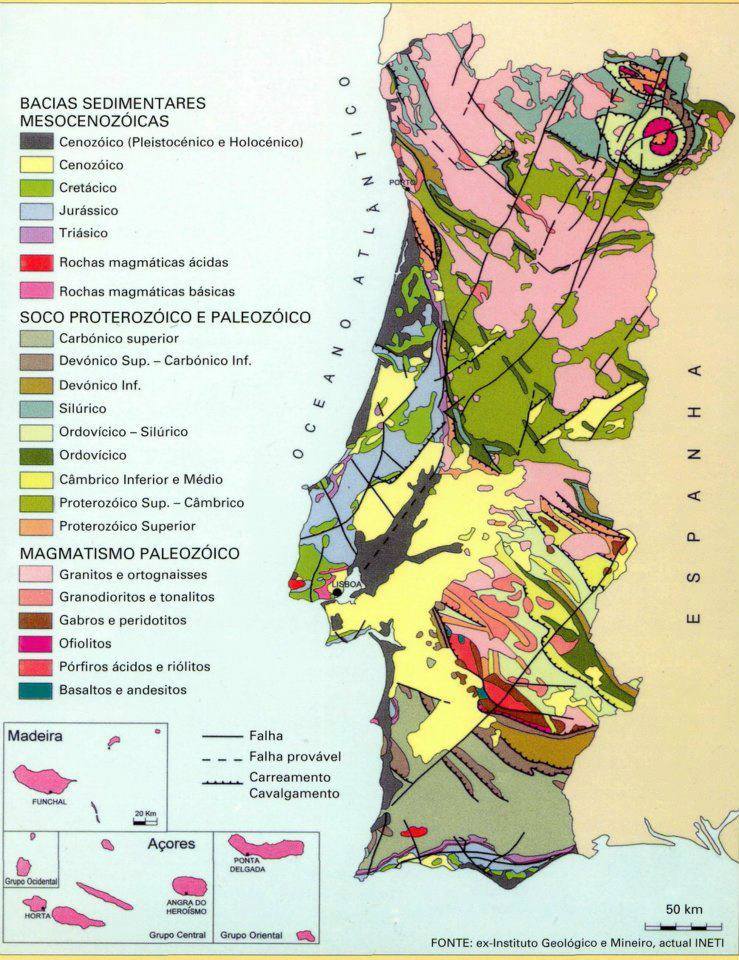 BACIAS SEDIMENTARES
MESOCENOZÓICAS
Cenozóico (Pleistocénico e Holocénico)
Cenozóico
Cretácico
Jurássico
Triásico
Rochas magmáticas ácidas
Rochas magmáticas básicas
SOCO PROTEROZÓICO E PALEOZÓICO
Carbónico superior
Devónico Sup. – Carbónico Inf.
Devónico Inf.
Silúrico
Ordovícico – Silúrico
Ordovícico
Câmbrico Inferior e Médio
Proterozóico Sup. – Câmbrico
Proterozóico Superior
MAGMATISMO PALEOZÓICO
Granitos e ortognaisses
Granodioritos e tonalitos
Gabros e peridotitos
Ofiolitos
Pórfiros ácidos e riólitos
Basaltos e andesitos
Falha
Falha provável
Carreamento
Cavalgamento
OCEANO ATLÂNTICO
PORTO
LISBOA
ESPANHA
Madeira
FUNCHAL
20 Km
Açores
Grupo Ocidental
HORTA
ANGRA DO
HEROÍSMO
Grupo Central
PONTA
DELGADA
Grupo Oriental
50 km
FONTE: ex-Instituto Geológico e Mineiro, actual INETI